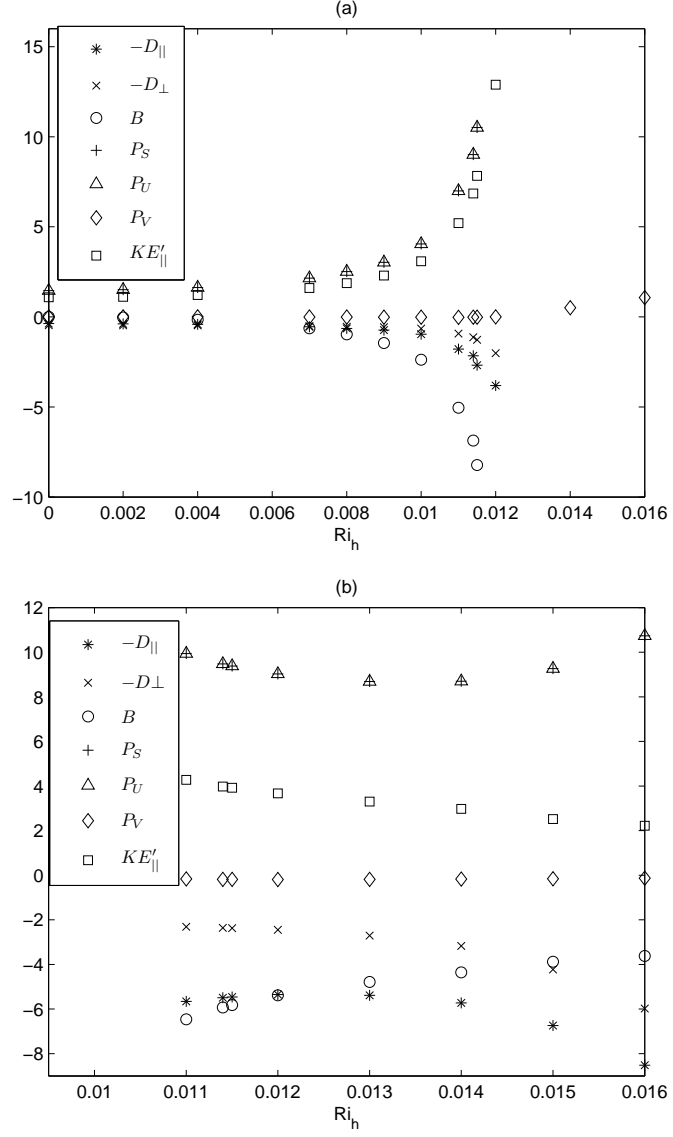 (a)
15
10
5
0
−5
−10
−D||
−D⊥
B
P_S
P_U
P_V
KE′||
0 0.002 0.004 0.006 0.008 0.01 0.012 0.014 0.016
Ri_h
(b)
12
10
8
6
4
2
0
−2
−4
−6
−8
−D||
−D⊥
B
P_S
P_U
P_V
KE′||
0.01 0.011 0.012 0.013 0.014 0.015 0.016
Ri_h